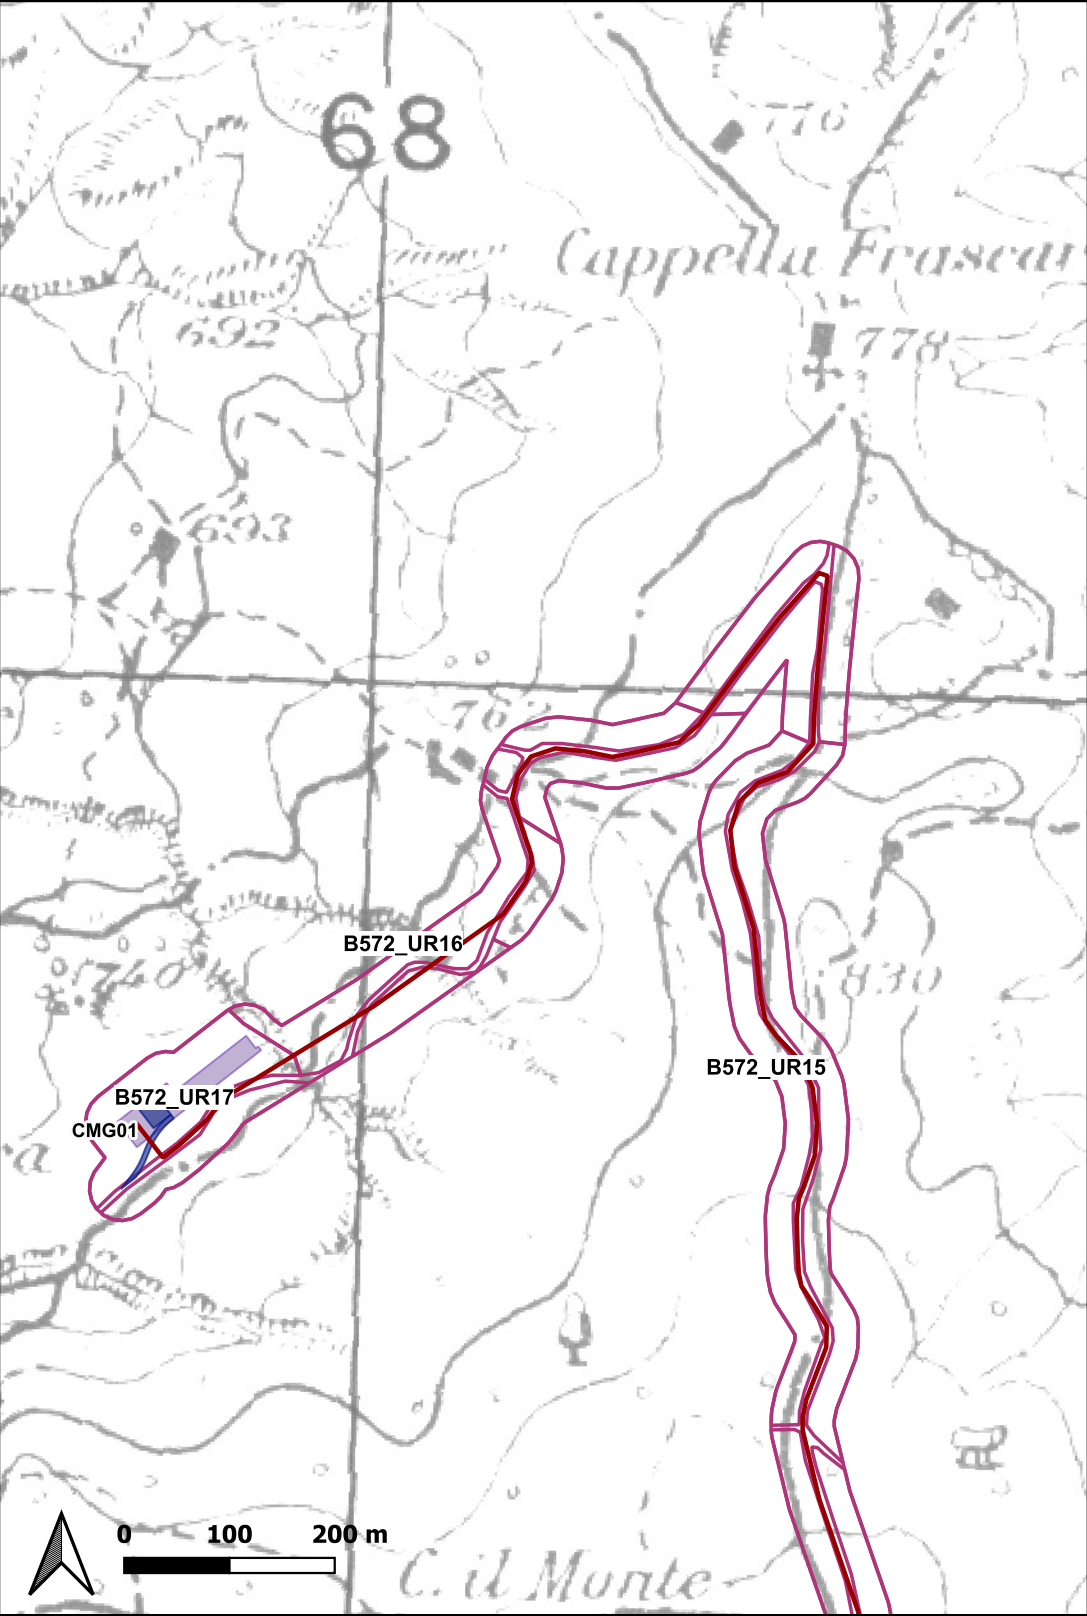 68
776
Cappella Frascar
778
692
693
762
B572_UR16
740
830
B572_UR15
B572_UR17
CMG01
a
0 100 200 m
C. il Monte